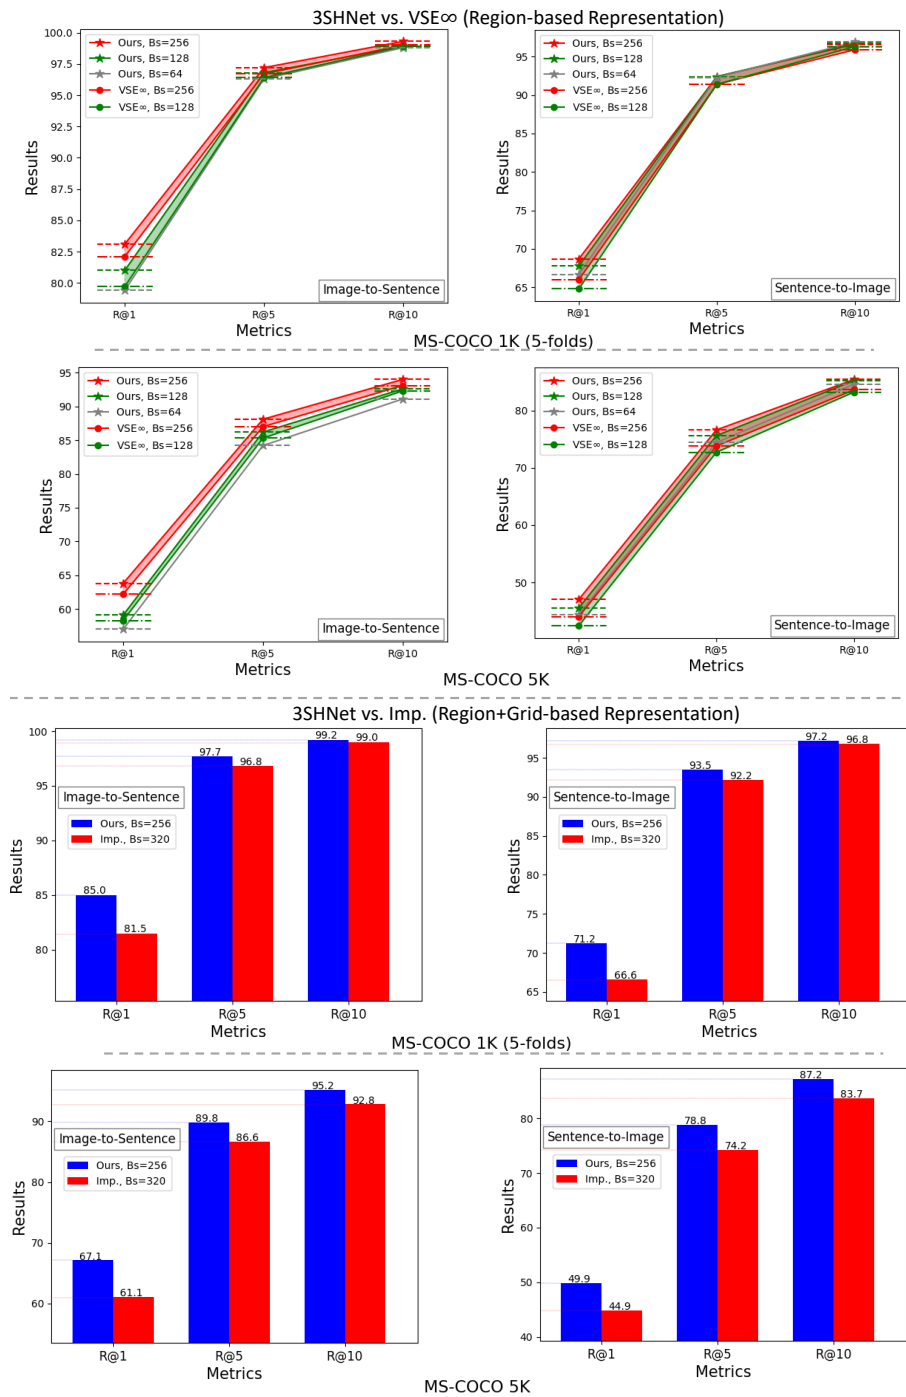 3SHNet vs. VSE∞ (Region-based Representation)
100.0
97.5
95.0
92.5
90.0
87.5
85.0
82.5
80.0
Results
Ours, Bs=256
Ours, Bs=128
Ours, Bs=64
VSE∞, Bs=256
VSE∞, Bs=128
Image-to-Sentence
R@1
R@5
R@10
Metrics
95
90
85
80
75
70
65
Results
Ours, Bs=256
Ours, Bs=128
Ours, Bs=64
VSE∞, Bs=256
VSE∞, Bs=128
Sentence-to-Image
R@1
R@5
R@10
Metrics
MS-COCO 1K (5-folds)
95
90
85
80
75
70
65
60
Results
Ours, Bs=256
Ours, Bs=128
Ours, Bs=64
VSE∞, Bs=256
VSE∞, Bs=128
Image-to-Sentence
R@1
R@5
R@10
Metrics
80
70
60
50
Results
Ours, Bs=256
Ours, Bs=128
Ours, Bs=64
VSE∞, Bs=256
VSE∞, Bs=128
Sentence-to-Image
R@1
R@5
R@10
Metrics
MS-COCO 5K
3SHNet vs. Imp. (Region+Grid-based Representation)
100
95
90
85
80
Results
Image-to-Sentence
Ours, Bs=256
Imp., Bs=320
85.0
81.5
97.7
96.8
99.2
99.0
R@1
R@5
R@10
Metrics
95
90
85
80
75
70
65
Results
Sentence-to-Image
Ours, Bs=256
Imp., Bs=320
71.2
66.6
93.5
92.2
97.2
96.8
R@1
R@5
R@10
Metrics
MS-COCO 1K (5-folds)
90
80
70
60
Results
Image-to-Sentence
Ours, Bs=256
Imp., Bs=320
67.1
61.1
89.8
86.6
95.2
92.8
R@1
R@5
R@10
Metrics
80
70
60
50
40
Results
Sentence-to-Image
Ours, Bs=256
Imp., Bs=320
49.9
44.9
78.8
74.2
87.2
83.7
R@1
R@5
R@10
Metrics
MS-COCO 5K